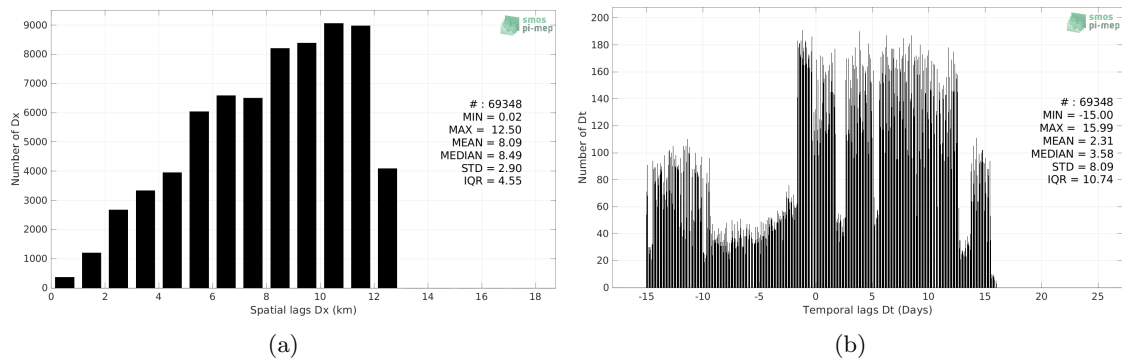 9000
8000
7000
6000
5000
4000
3000
2000
1000
0
Number of Dx
0 2 4 6 8 10 12 14 16 18
Spatial lags Dx (km)
smos
pi-mep
# : 69348
MIN = 0.02
MAX = 12.50
MEAN = 8.09
MEDIAN = 8.49
STD = 2.90
IQR = 4.55
(a)
200
180
160
140
120
100
80
60
40
20
0
Number of Dt
-15 -10 -5 0 5 10 15 20 25
Temporal lags Dt (Days)
smos
pi-mep
# : 69348
MIN = -15.00
MAX = 15.99
MEAN = 2.31
MEDIAN = 3.58
STD = 8.09
IQR = 10.74
(b)